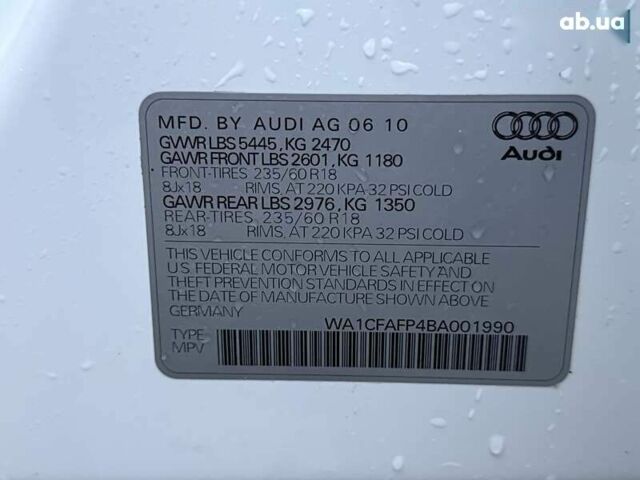 ab.ua
MFD. BY AUDI AG 06 10
GVWR LBS 5445, KG 2470
GAWR FRONT LBS 2601, KG 1180
FRONT-TIRES 235/60 R18
8Jx18 RIMS, AT 220 KPA-32 PSI COLD
GAWR REAR LBS 2976, KG 1350
REAR-TIRES 235/60 R18
8Jx18 RIMS, AT 220 KPA 32 PSI COLD
Audi
THIS VEHICLE CONFORMS TO ALL APPLICABLE
U.S. FEDERAL MOTOR VEHICLE SAFETY AND
THEFT PREVENTION STANDARDS IN EFFECT ON
THE DATE OF MANUFACTURE SHOWN ABOVE.
GERMANY WA1CFAFP4BA001990
TYPE
MPV